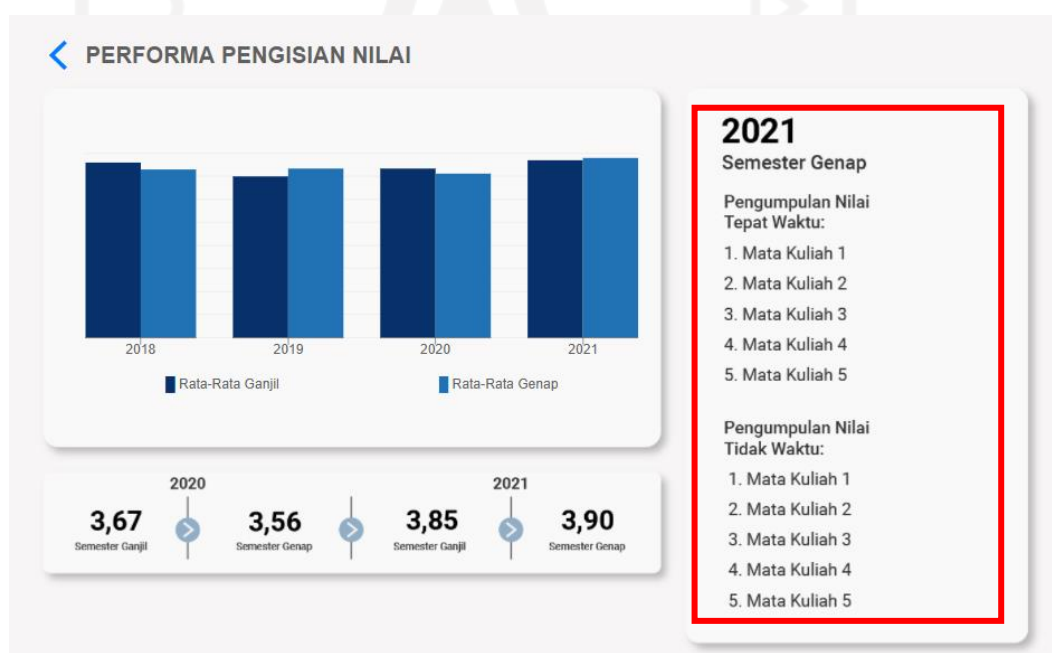 PERFORMA PENGISIAN NILAI
2018
2019
2020
2021
Rata-Rata Ganjil
Rata-Rata Genap
2020
2021
3,67
3,56
3,85
3,90
Semester Ganjil
Semester Genap
Semester Ganjil
Semester Genap
2021
Semester Genap
Pengumpulan Nilai
Tepat Waktu:
1. Mata Kuliah 1
2. Mata Kuliah 2
3. Mata Kuliah 3
4. Mata Kuliah 4
5. Mata Kuliah 5
Pengumpulan Nilai
Tidak Waktu:
1. Mata Kuliah 1
2. Mata Kuliah 2
3. Mata Kuliah 3
4. Mata Kuliah 4
5. Mata Kuliah 5